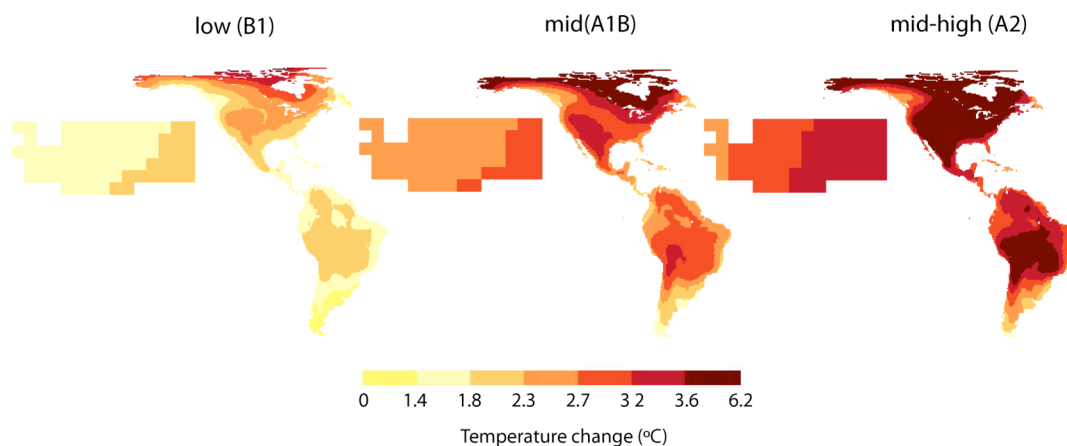 low (B1) mid(A1B) mid-high (A2)
0 1.4 1.8 2.3 2.7 3 2 3.6 6.2
Temperature change (ºC)